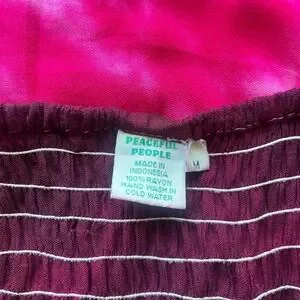 PEACEFUL
PEOPLE
MADE IN
INDONESIA
100% RAYON
HAND WASH IN
COLD WATER
M